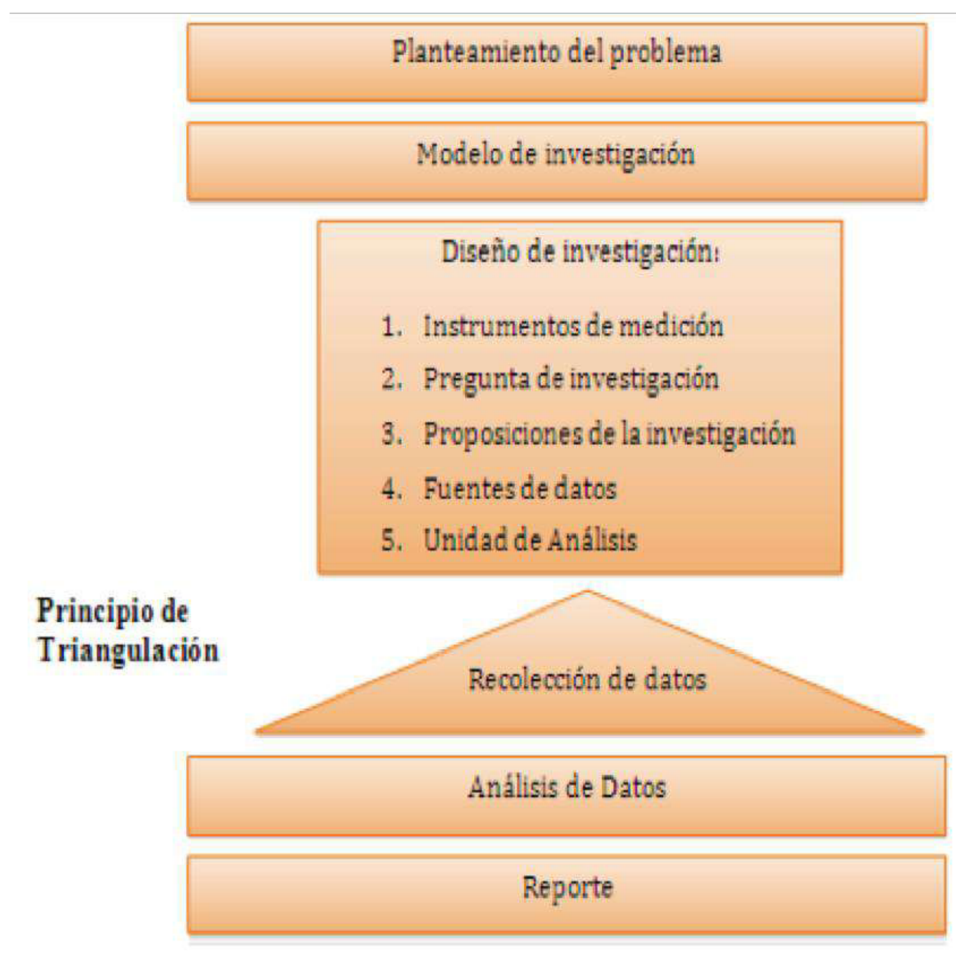 Planteamiento del problema
Modelo de investigación
Diseño de investigación:
1. Instrumentos de medición
2. Pregunta de investigación
3. Proposiciones de la investigación
4. Fuentes de datos
5. Unidad de Análisis
Principio de
Triangulación
Recolección de datos
Análisis de Datos
Reporte